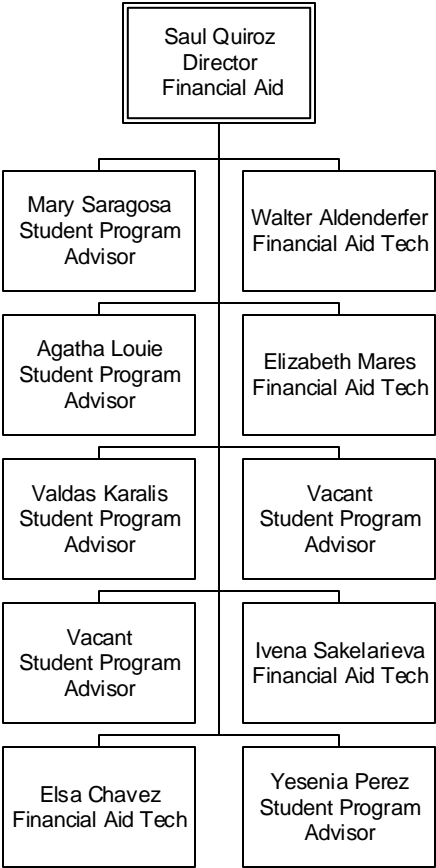 Saul Quiroz
Director
Financial Aid
Mary Saragosa
Student Program
Advisor
Walter Aldenderfer
Financial Aid Tech
Agatha Louie
Student Program
Advisor
Elizabeth Mares
Financial Aid Tech
Valdas Karalis
Student Program
Advisor
Vacant
Student Program
Advisor
Vacant
Student Program
Advisor
Ivena Sakelarieva
Financial Aid Tech
Elsa Chavez
Financial Aid Tech
Yesenia Perez
Student Program
Advisor